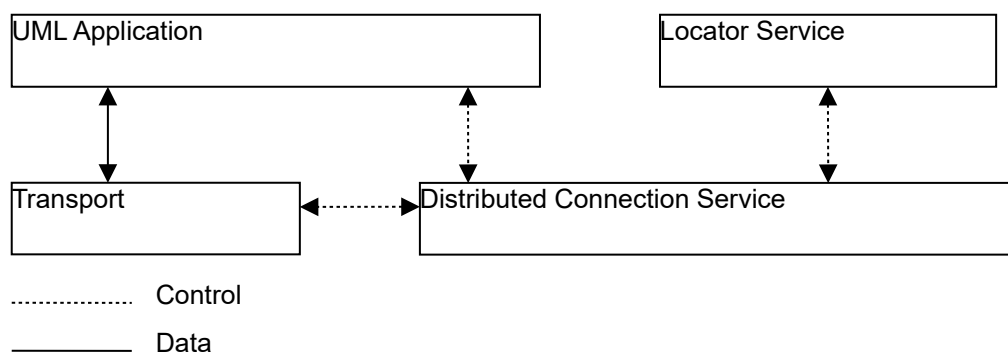 UML Application
Locator Service
Transport
Distributed Connection Service
Control
Data